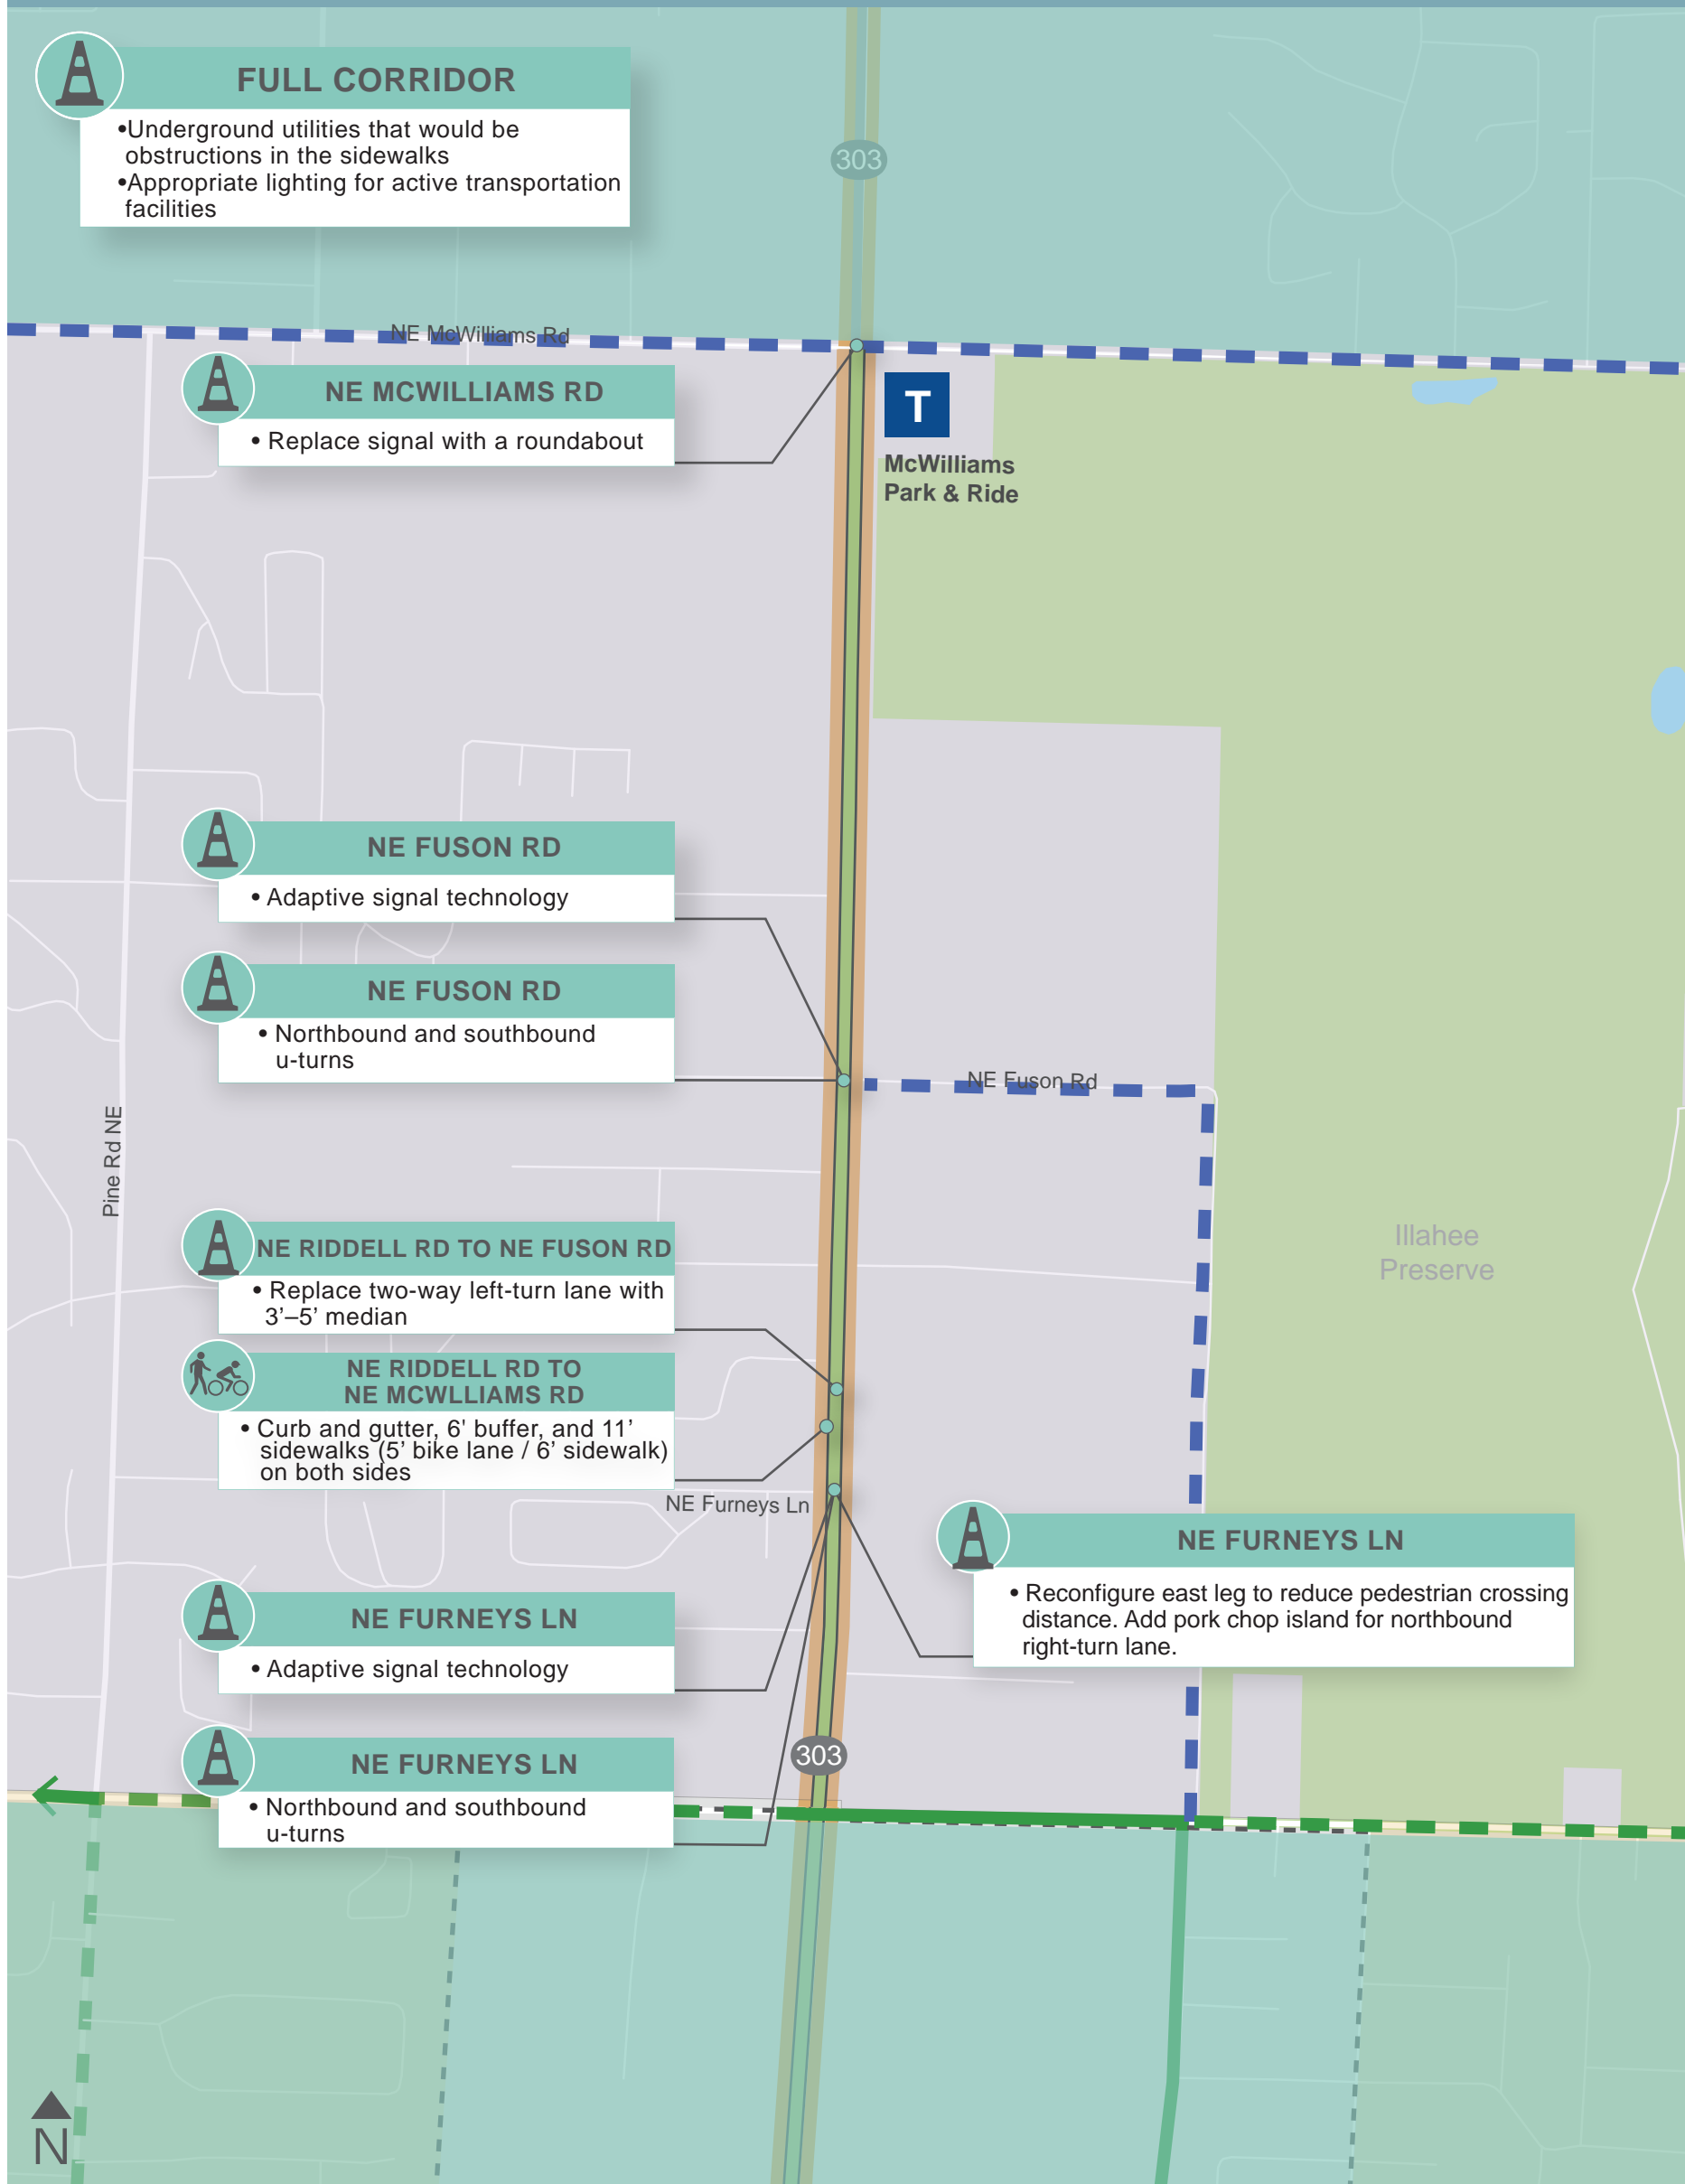 FULL CORRIDOR
•Underground utilities that would be
obstructions in the sidewalks
•Appropriate lighting for active transportation
facilities
303
NE McWilliams Rd
NE MCWILLIAMS RD
• Replace signal with a roundabout
T
McWilliams
Park & Ride
NE FUSON RD
• Adaptive signal technology
NE FUSON RD
• Northbound and southbound
u-turns
NE Fuson Rd
Pine Rd NE
NE RIDDELL RD TO NE FUSON RD
• Replace two-way left-turn lane with
3’–5’ median
Illahee
Preserve
NE RIDDELL RD TO
NE MCWLLIAMS RD
• Curb and gutter, 6' buffer, and 11’
sidewalks (5’ bike lane / 6’ sidewalk)
on both sides
NE Furneys Ln
NE FURNEYS LN
• Reconfigure east leg to reduce pedestrian crossing
distance. Add pork chop island for northbound
right-turn lane.
NE FURNEYS LN
• Adaptive signal technology
NE FURNEYS LN
• Northbound and southbound
u-turns
303
N